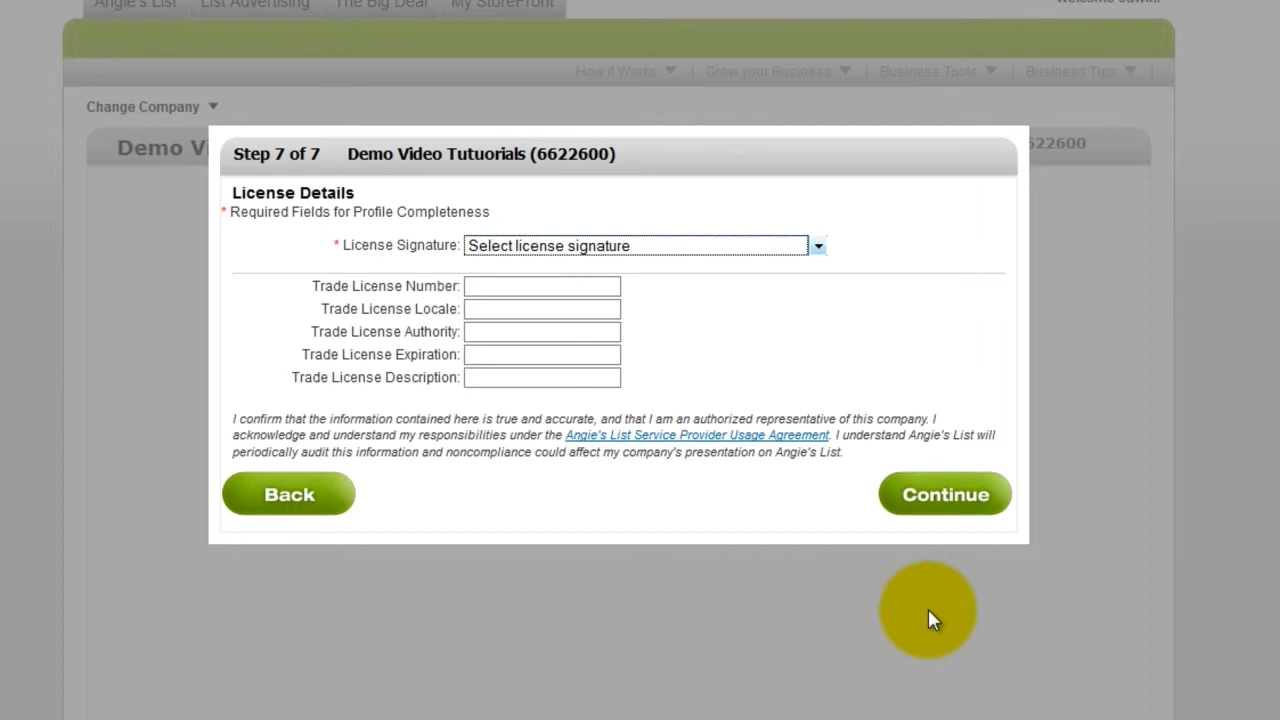 Angie's List List Advertising The Big Deal My StoreFront
How it Works Grow your Business Business Tools Business Tips
Change Company
Demo Vi 522600
Step 7 of 7 Demo Video Tutuorials (6622600)
License Details
* Required Fields for Profile Completeness
* License Signature: Select license signature
Trade License Number:
Trade License Locale:
Trade License Authority:
Trade License Expiration:
Trade License Description:
I confirm that the information contained here is true and accurate, and that I am an authorized representative of this company. I
acknowledge and understand my responsibilities under the Angie's List Service Provider Usage Agreement. I understand Angie's List will
periodically audit this information and noncompliance could affect my company's presentation on Angie's List.
Back Continue